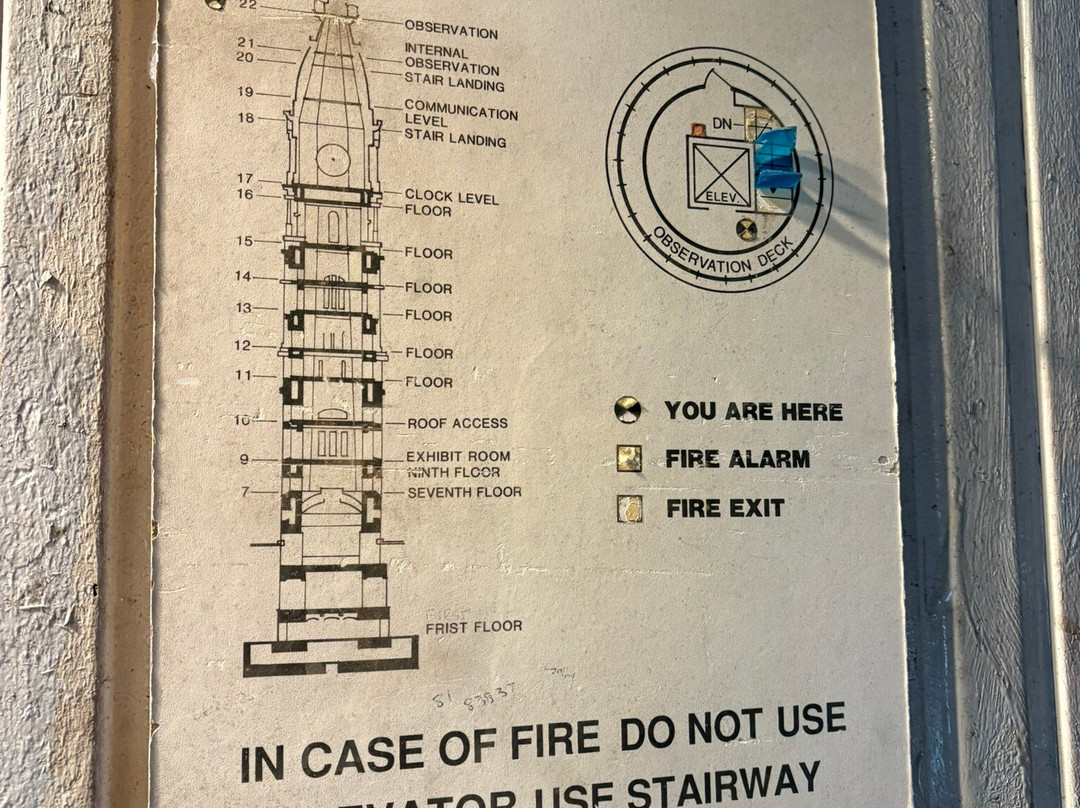 22 OBSERVATION
21 INTERNAL
OBSERVATION
20 STAIR LANDING
19 COMMUNICATION
LEVEL
18 STAIR LANDING
17 CLOCK LEVEL
16 FLOOR
15 FLOOR
14 FLOOR
13 FLOOR
12 FLOOR
11 FLOOR
10 ROOF ACCESS
9 EXHIBIT ROOM
NINTH FLOOR
7 SEVENTH FLOOR
FIRST
FRIST FLOOR
DN
ELEV.
OBSERVATION DECK
YOU ARE HERE
FIRE ALARM
FIRE EXIT
81 83937
IN CASE OF FIRE DO NOT USE
USE STAIRWAY